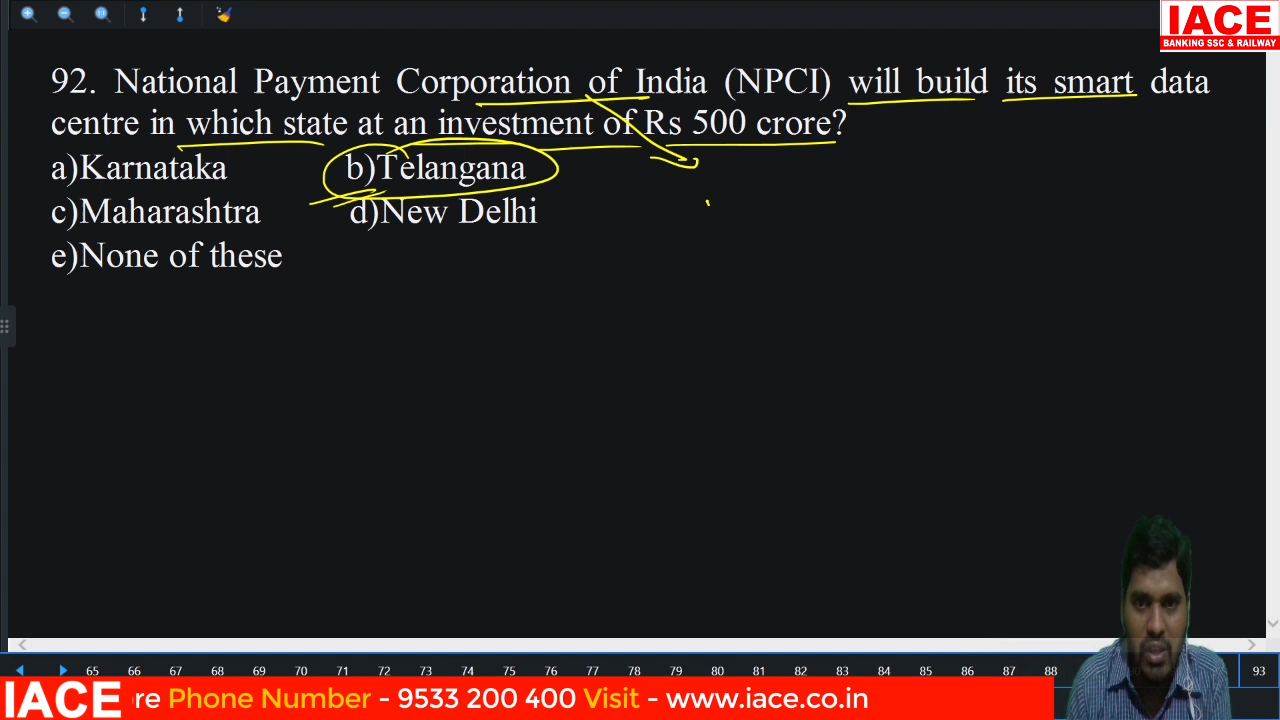 IACE
BANKING SSC & RAILWAY
92. National Payment Corporation of India (NPCI) will build its smart data
centre in which state at an investment of Rs 500 crore?
a)Karnataka b)Telangana
c)Maharashtra d)New Delhi
e)None of these
65 66 67 68 69 70 71 72 73 74 75 76 77 78 79 80 81 82 83 84 85 86 87 88 93
IACE re Phone Number - 9533 200 400 Visit - www.iace.co.in